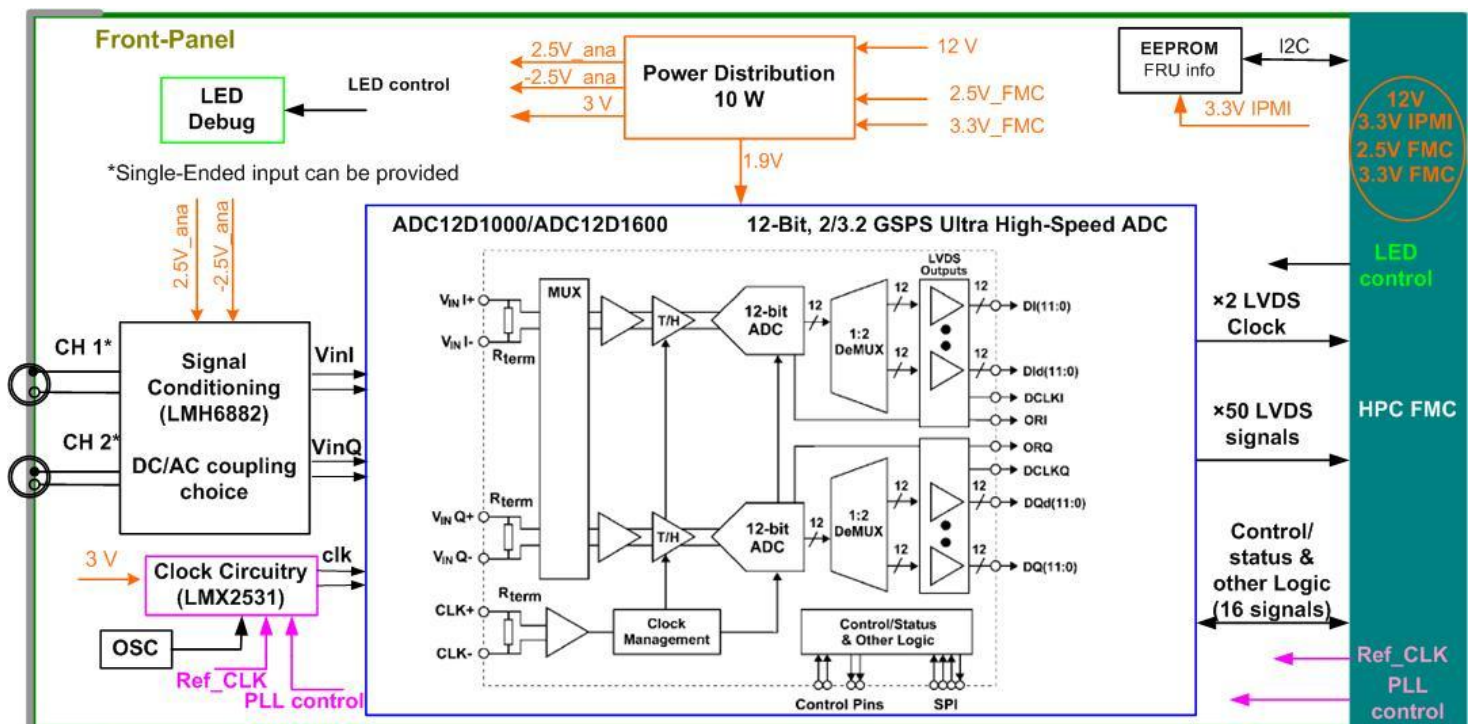 Front-Panel
LED
Debug
LED control
2.5V_ana
-2.5V_ana
3 V
Power Distribution
10 W
12 V
2.5V_FMC
3.3V_FMC
1.9V
EEPROM
FRU info
I2C
3.3V IPMI
12V
3.3V IPMI
2.5V FMC
3.3V FMC
*Single-Ended input can be provided
2.5V_ana
-2.5V_ana
CH 1*
CH 2*
Signal
Conditioning
(LMH6882)
DC/AC coupling
choice
VinI
VinQ
3 V
Clock Circuitry
(LMX2531)
clk
OSC
Ref_CLK
PLL control
ADC12D1000/ADC12D1600
12-Bit, 2/3.2 GSPS Ultra High-Speed ADC
VIN I+
VIN I-
Rterm
MUX
T/H
12-bit
ADC
12
1:2
DeMUX
12
12
LVDS
Outputs
12
12
DI(11:0)
DId(11:0)
DCLKI
ORI
ORQ
DCLKQ
VIN Q+
VIN Q-
Rterm
T/H
12-bit
ADC
12
1:2
DeMUX
12
12
12
12
DQd(11:0)
DQ(11:0)
CLK+
CLK-
Rterm
Clock
Management
Control/Status
& Other Logic
Control Pins
SPI
LED
control
×2 LVDS
Clock
×50 LVDS
signals
HPC FMC
Control/
status &
other Logic
(16 signals)
Ref_CLK
PLL
control